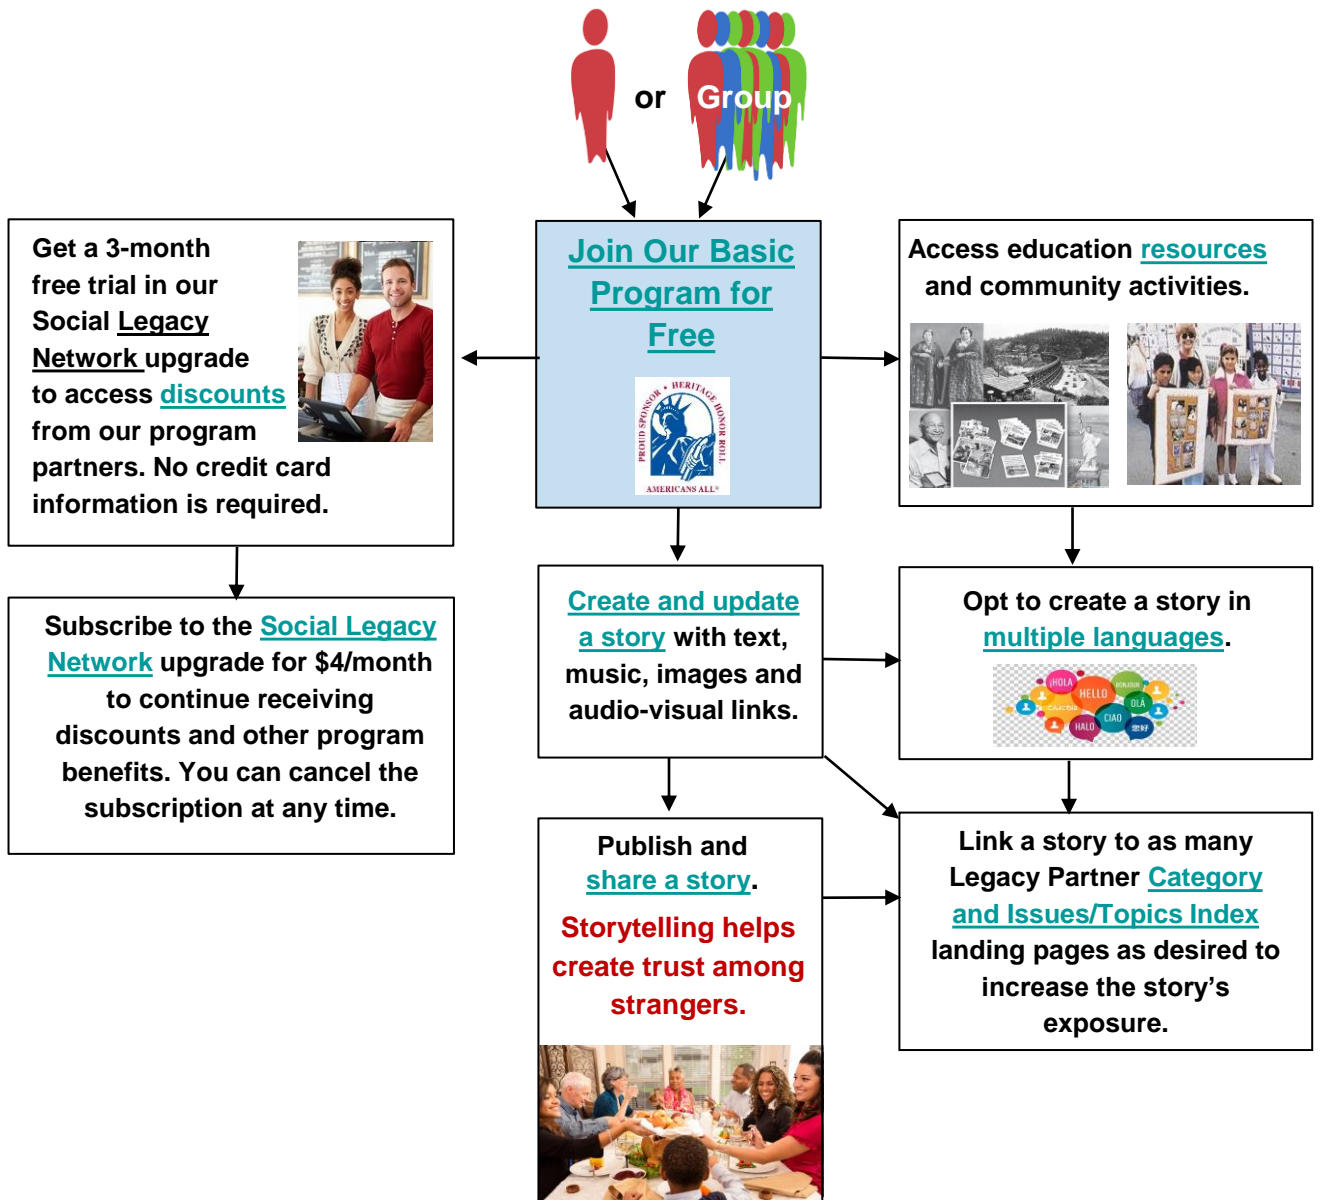 or
Group
Get a 3-month
free trial in our
Social Legacy
Network upgrade
to access discounts
from our program
partners. No credit card
information is required.
Join Our Basic
Program for
Free
PROUD SPONSOR • HERITAGE HONOR ROLL
AMERICANS ALL®
Access education resources
and community activities.
Subscribe to the Social Legacy
Network upgrade for $4/month
to continue receiving
discounts and other program
benefits. You can cancel the
subscription at any time.
Create and update
a story with text,
music, images and
audio-visual links.
Opt to create a story in
multiple languages.
¡HOLA
HELLO
BONJOUR
OLÁ
CIAO
HALO
您好
Publish and
share a story.
Storytelling helps
create trust among
strangers.
Link a story to as many
Legacy Partner Category
and Issues/Topics Index
landing pages as desired to
increase the story’s
exposure.